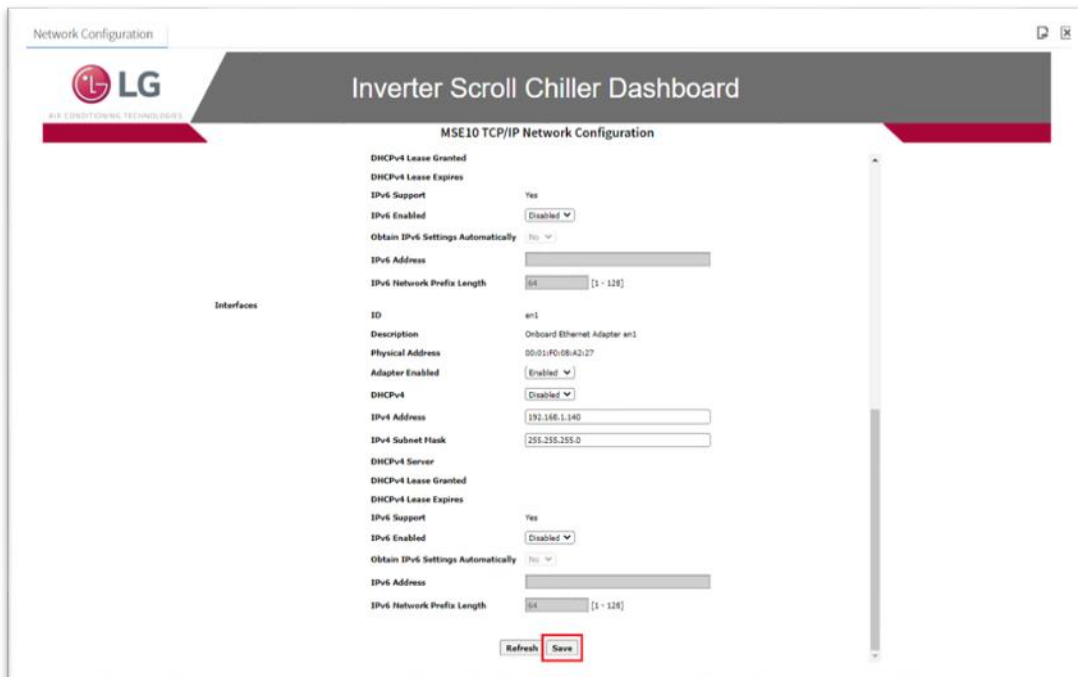 Network Configuration
LG
AIR CONDITIONING TECHNOLOGIES
Inverter Scroll Chiller Dashboard
MSE10 TCP/IP Network Configuration
DHCPv4 Lease Granted
DHCPv4 Lease Expires
IPv6 Support Yes
IPv6 Enabled Disabled
Obtain IPv6 Settings Automatically No
IPv6 Address
IPv6 Network Prefix Length 64 [1 - 128]
Interfaces
ID en1
Description Onboard Ethernet Adapter en1
Physical Address 00:01:F0:08:A2:27
Adapter Enabled Enabled
DHCPv4 Disabled
IPv4 Address 192.168.1.140
IPv4 Subnet Mask 255.255.255.0
DHCPv4 Server
DHCPv4 Lease Granted
DHCPv4 Lease Expires
IPv6 Support Yes
IPv6 Enabled Disabled
Obtain IPv6 Settings Automatically No
IPv6 Address
IPv6 Network Prefix Length 64 [1 - 128]
Refresh Save